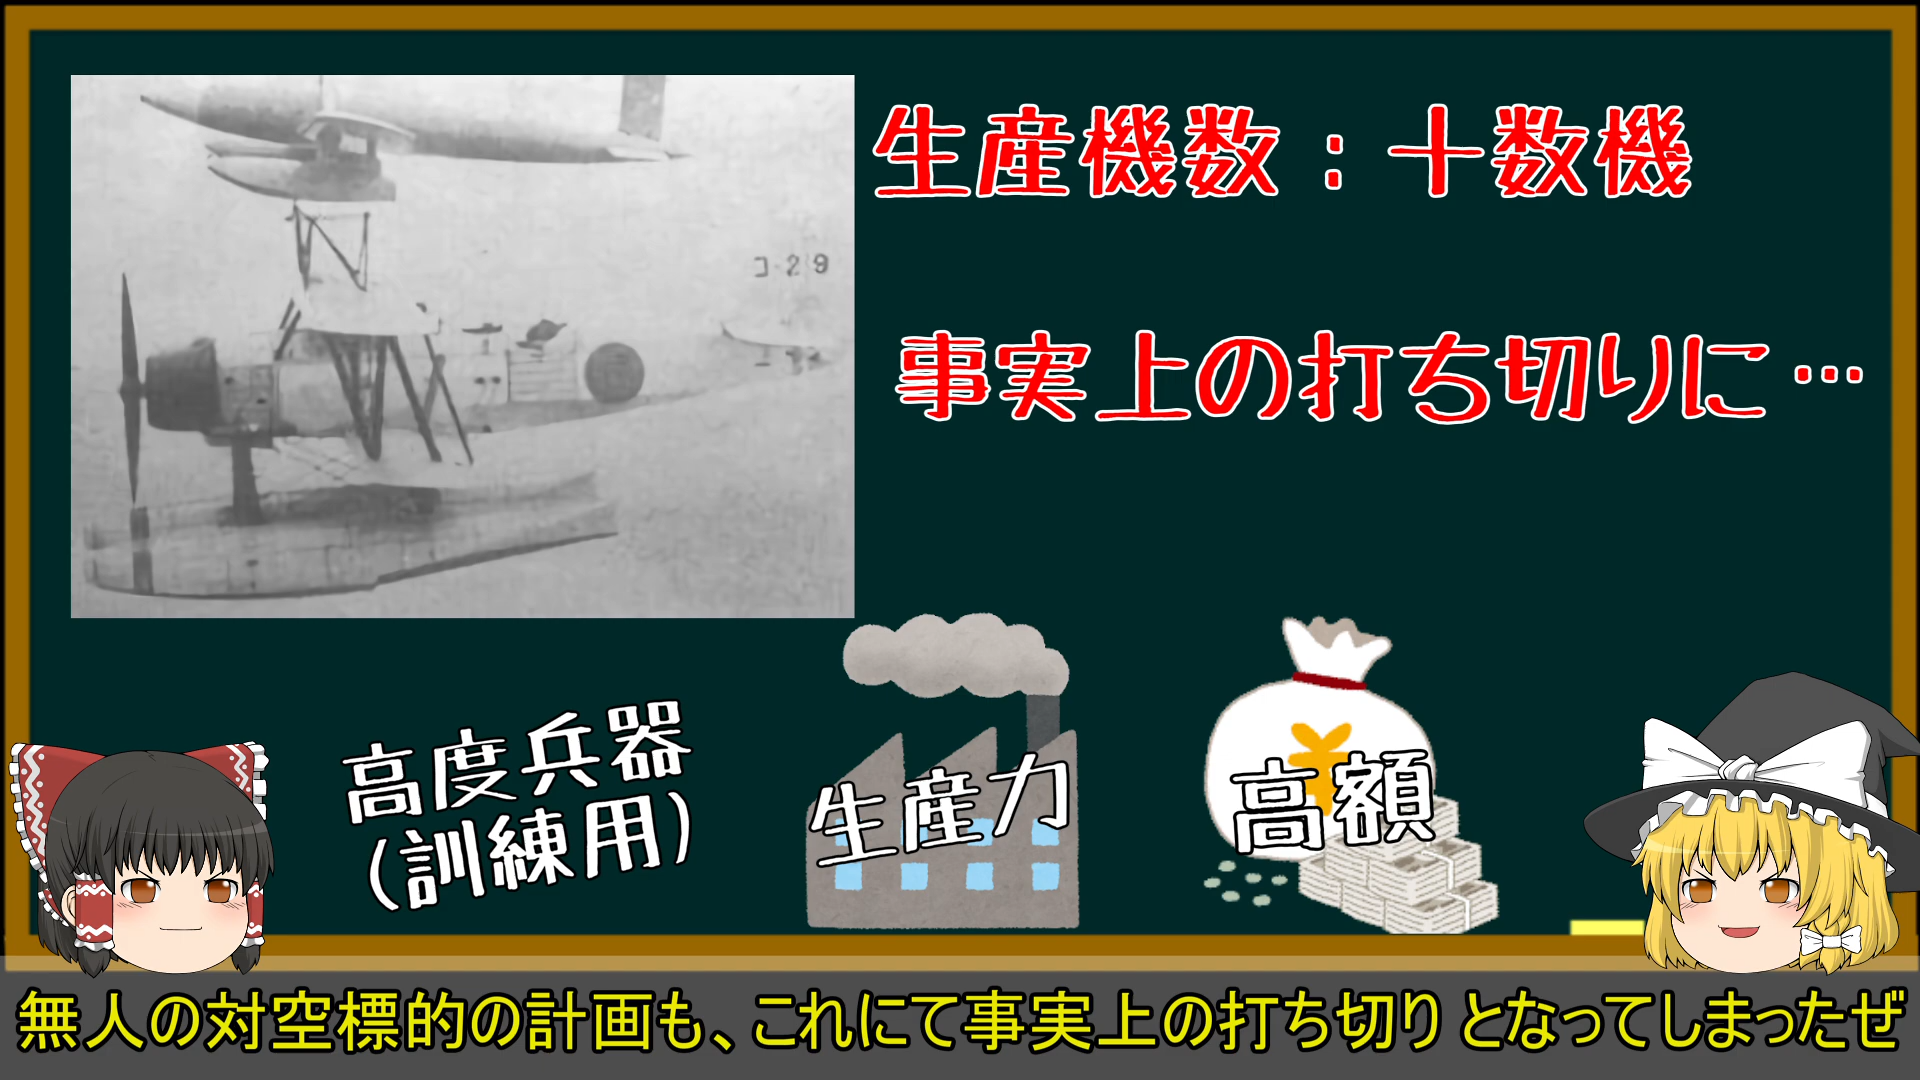 生産機数：十数機
コ-29
事実上の打ち切りに…
高度兵器
(訓練用)
生産力
高額
無人の対空標的の計画も、これにて事実上の打ち切りとなってしまったぜ